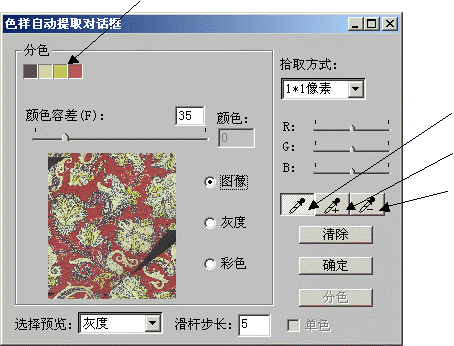 色样自动提取对话框
分色
颜色容差(F): 35
颜色:
0
图像
灰度
彩色
选择预览: 灰度
滑杆步长: 5
拾取方式:
1*1像素
R:
G:
B:
清除
确定
分色
单色